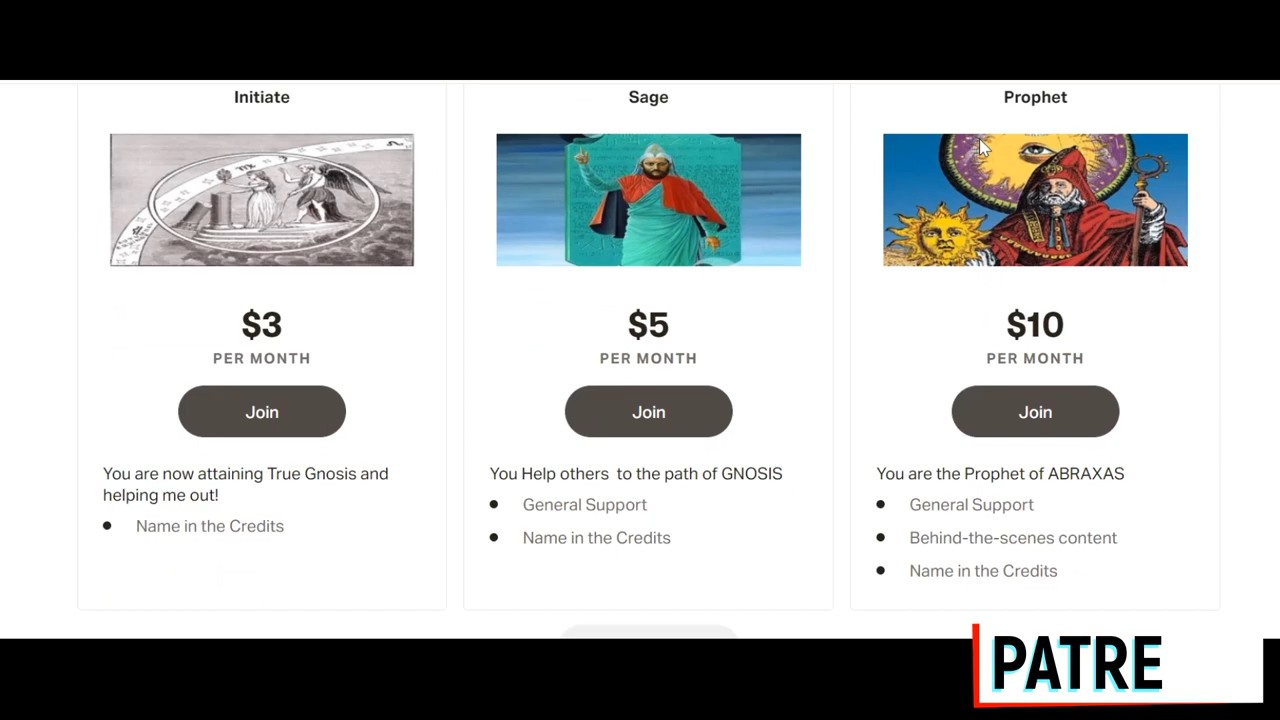 Initiate
Sage
Prophet
$3
PER MONTH
Join
You are now attaining True Gnosis and
helping me out!
Name in the Credits
$5
PER MONTH
Join
You Help others to the path of GNOSIS
General Support
Name in the Credits
$10
PER MONTH
Join
You are the Prophet of ABRAXAS
General Support
Behind-the-scenes content
Name in the Credits
PATRE